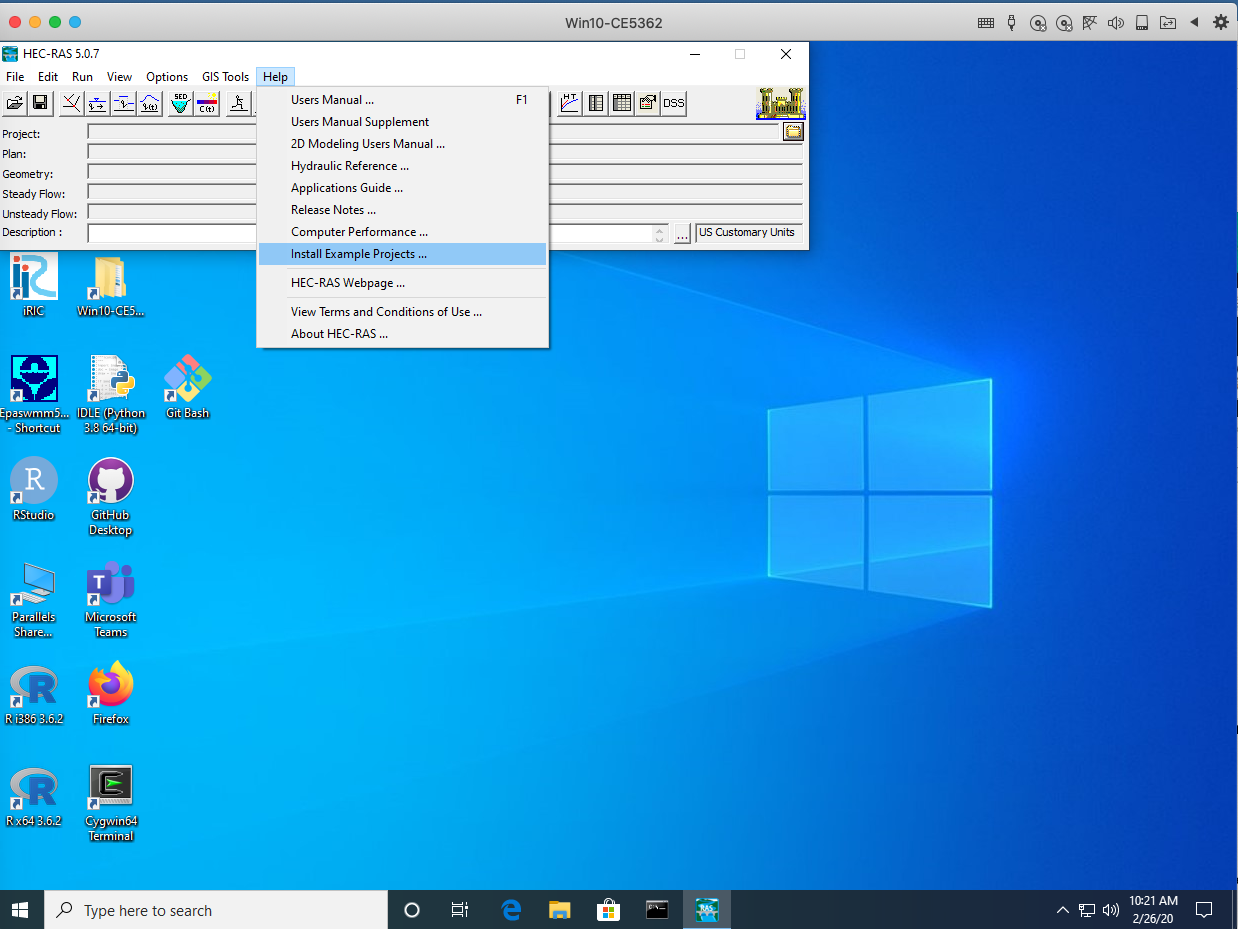 Win10-CE5362
HEC-RAS 5.0.7
File Edit Run View Options GIS Tools Help
SED
C(t)
HT
DSS
Project:
Plan:
Geometry:
Steady Flow:
Unsteady Flow:
Description :
...
US Customary Units
Users Manual ... F1
Users Manual Supplement
2D Modeling Users Manual ...
Hydraulic Reference ...
Applications Guide ...
Release Notes ...
Computer Performance ...
Install Example Projects ...
HEC-RAS Webpage ...
View Terms and Conditions of Use ...
About HEC-RAS ...
iRIC
Win10-CE5...
Epaswmm5...
- Shortcut
IDLE (Python
3.8 64-bit)
Git Bash
R
RStudio
GitHub
Desktop
Parallels
Share...
T
Microsoft
Teams
R
R i386 3.6.2
Firefox
R
R x64 3.6.2
Cygwin64
Terminal
Type here to search
RAS
10:21 AM
2/26/20